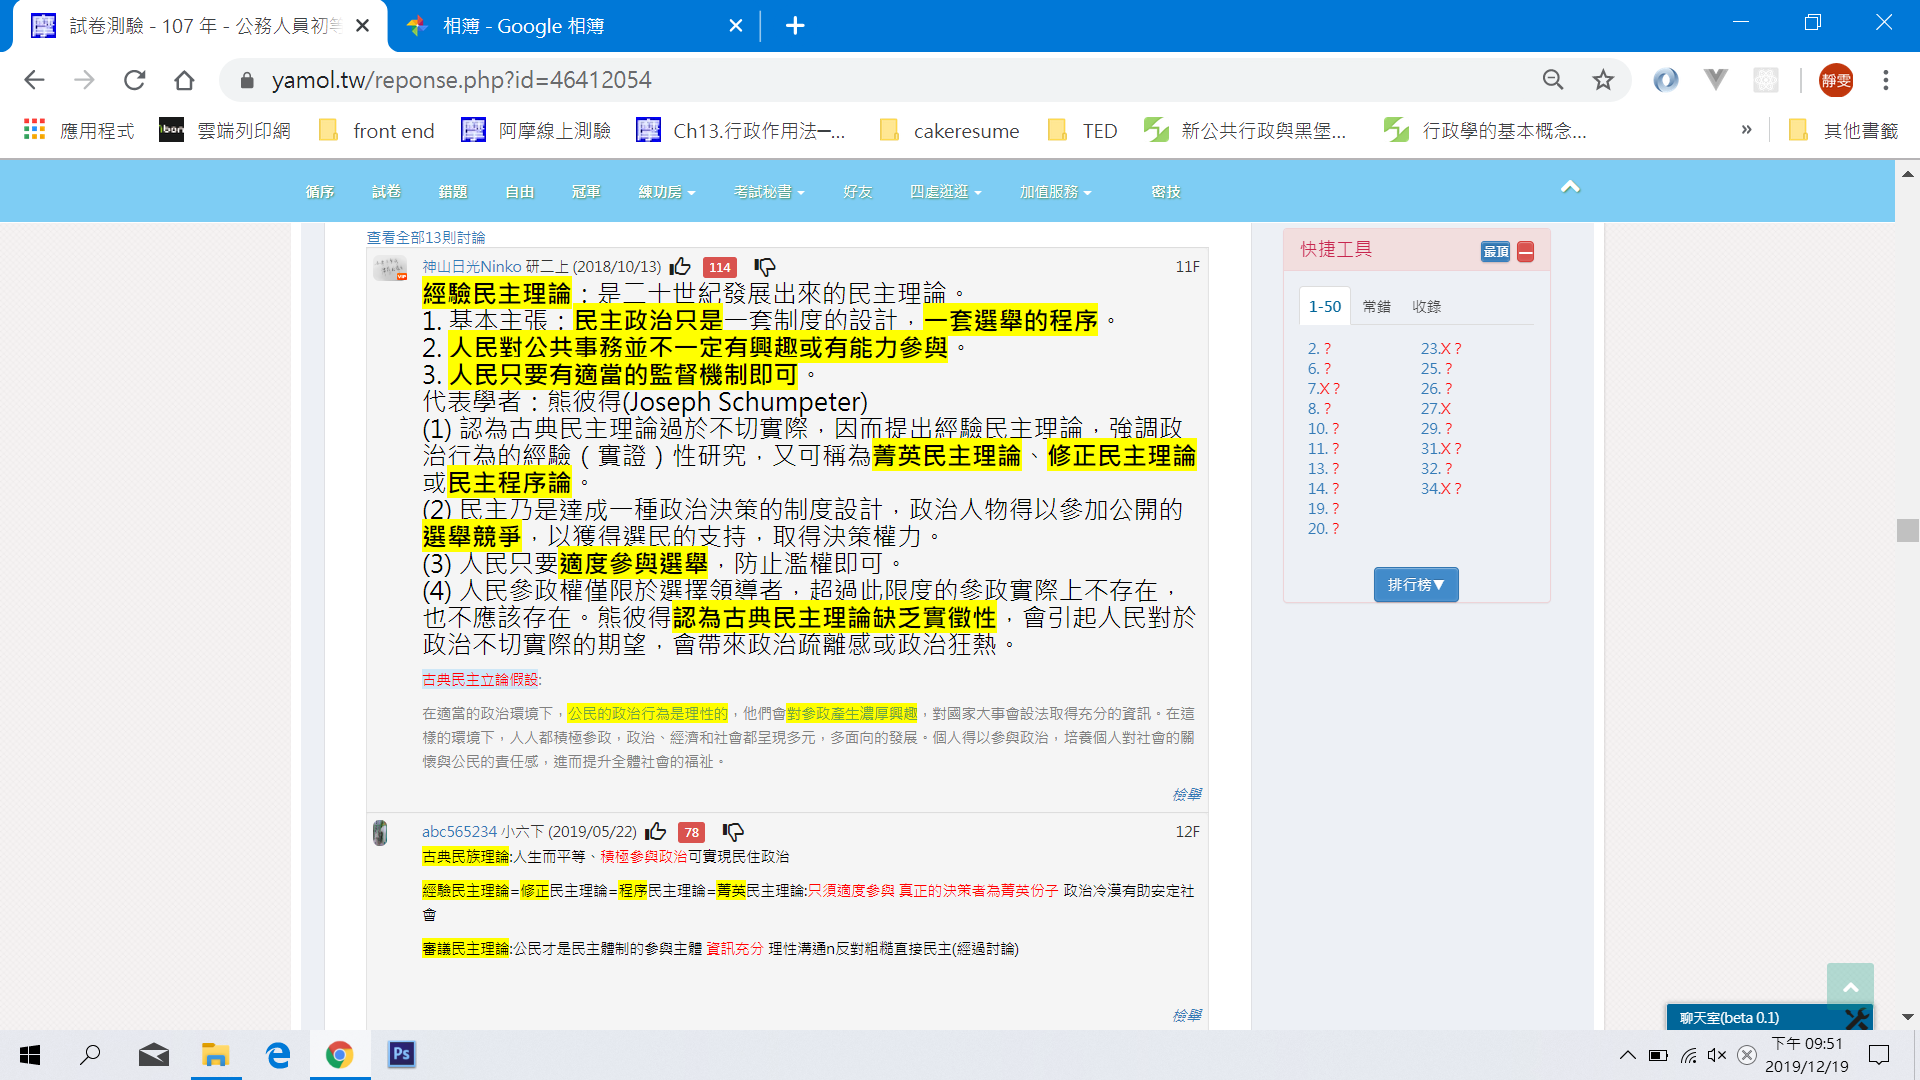 試卷測驗 - 107 年 - 公務人員初等
相簿 - Google 相簿
yamol.tw/reponse.php?id=46412054
靜雯
應用程式
ibon
雲端列印網
front end
阿摩線上測驗
Ch13.行政作用法─...
cakeresume
TED
新公共行政與黑堡...
行政學的基本概念...
»
其他書籤
循序
試卷
錯題
自由
冠軍
練功房
考試秘書
好友
四處逛逛
加值服務
密技
查看全部13則討論
神山日光Ninko 研二上 (2018/10/13) 114
11F
經驗民主理論：是二十世紀發展出來的民主理論。
1. 基本主張：民主政治只是一套制度的設計，一套選舉的程序。
2. 人民對公共事務並不一定有興趣或有能力參與。
3. 人民只要有適當的監督機制即可。
代表學者：熊彼得(Joseph Schumpeter)
(1) 認為古典民主理論過於不切實際，因而提出經驗民主理論，強調政
治行為的經驗（實證）性研究，又可稱為菁英民主理論、修正民主理論
或民主程序論。
(2) 民主乃是達成一種政治決策的制度設計，政治人物得以參加公開的
選舉競爭，以獲得選民的支持，取得決策權力。
(3) 人民只要適度參與選舉，防止濫權即可。
(4) 人民參政權僅限於選擇領導者，超過此限度的參政實際上不存在，
也不應該存在。熊彼得認為古典民主理論缺乏實徵性，會引起人民對於
政治不切實際的期望，會帶來政治疏離感或政治狂熱。
古典民主立論假設:
在適當的政治環境下，公民的政治行為是理性的，他們會對參政產生濃厚興趣，對國家大事會設法取得充分的資訊。在這
樣的環境下，人人都積極參政，政治、經濟和社會都呈現多元，多面向的發展。個人得以參與政治，培養個人對社會的關
懷與公民的責任感，進而提升全體社會的福祉。
檢舉
abc565234 小六下 (2019/05/22) 78
12F
古典民族理論:人生而平等、積極參與政治可實現民住政治
經驗民主理論=修正民主理論=程序民主理論=菁英民主理論:只須適度參與 真正的決策者為菁英份子 政治冷漠有助安定社
會
審議民主理論:公民才是民主體制的參與主體 資訊充分 理性溝通n反對粗糙直接民主(經過討論)
檢舉
快捷工具
最頂
1-50
常錯
收錄
2. ?
6. ?
7.X ?
8. ?
10. ?
11. ?
13. ?
14. ?
19. ?
20. ?
23.X ?
25. ?
26. ?
27.X
29. ?
31.X ?
32. ?
34.X ?
排行榜▼
聊天室(beta 0.1)
Ps
下午 09:51
2019/12/19